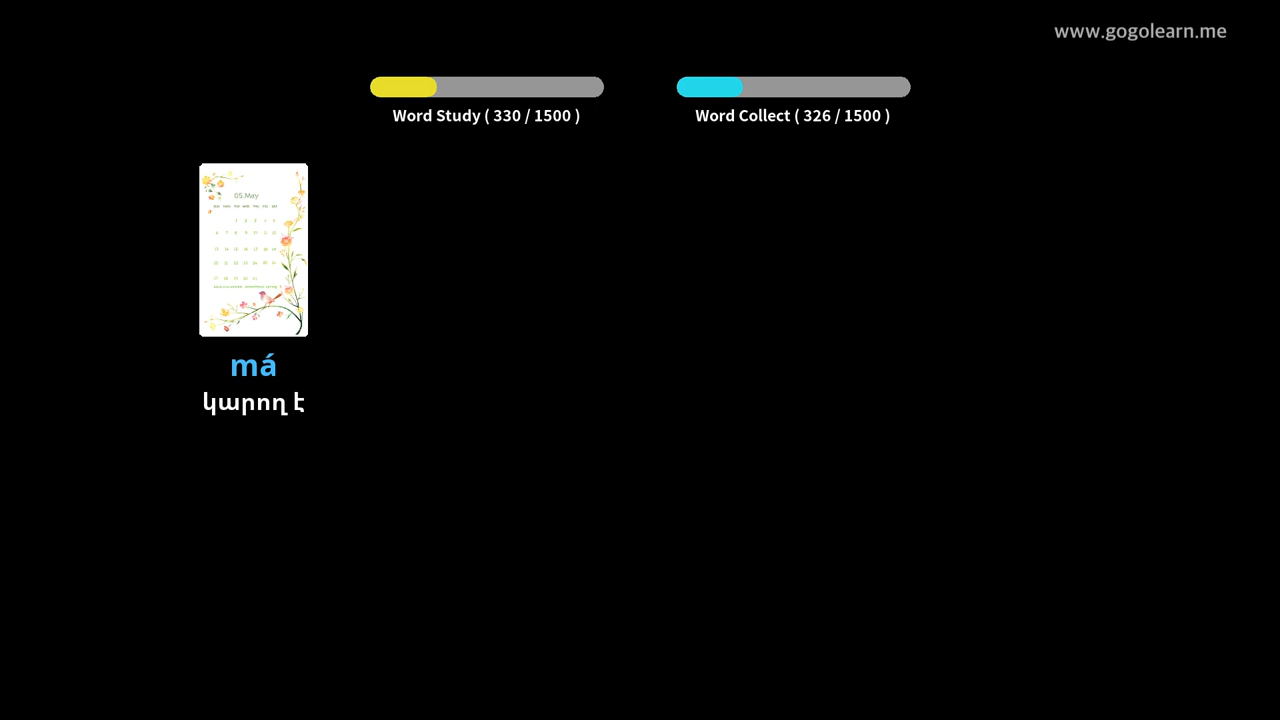 www.gogolearn.me
Word Study ( 330 / 1500 )
Word Collect ( 326 / 1500 )
05.May
má
կարող է